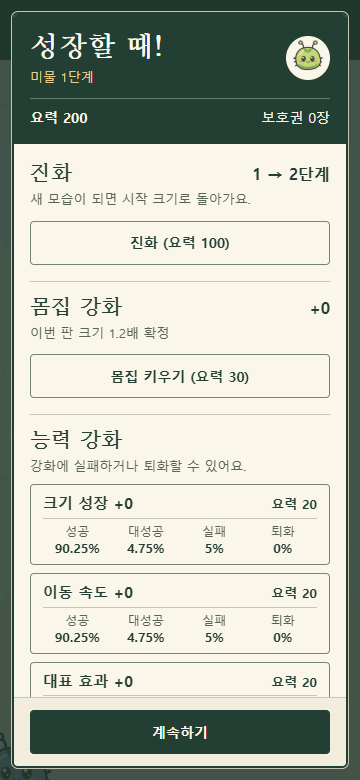 성장할 때!
미물 1단계
요력 200 보호권 0장
진화 1 → 2단계
새 모습이 되면 시작 크기로 돌아가요.
진화 (요력 100)
몸집 강화 +0
이번 판 크기 1.2배 확정
몸집 키우기 (요력 30)
능력 강화
강화에 실패하거나 퇴화할 수 있어요.
크기 성장 +0 요력 20
성공 대성공 실패 퇴화
90.25% 4.75% 5% 0%
이동 속도 +0 요력 20
성공 대성공 실패 퇴화
90.25% 4.75% 5% 0%
대표 효과 +0 요력 20
계속하기